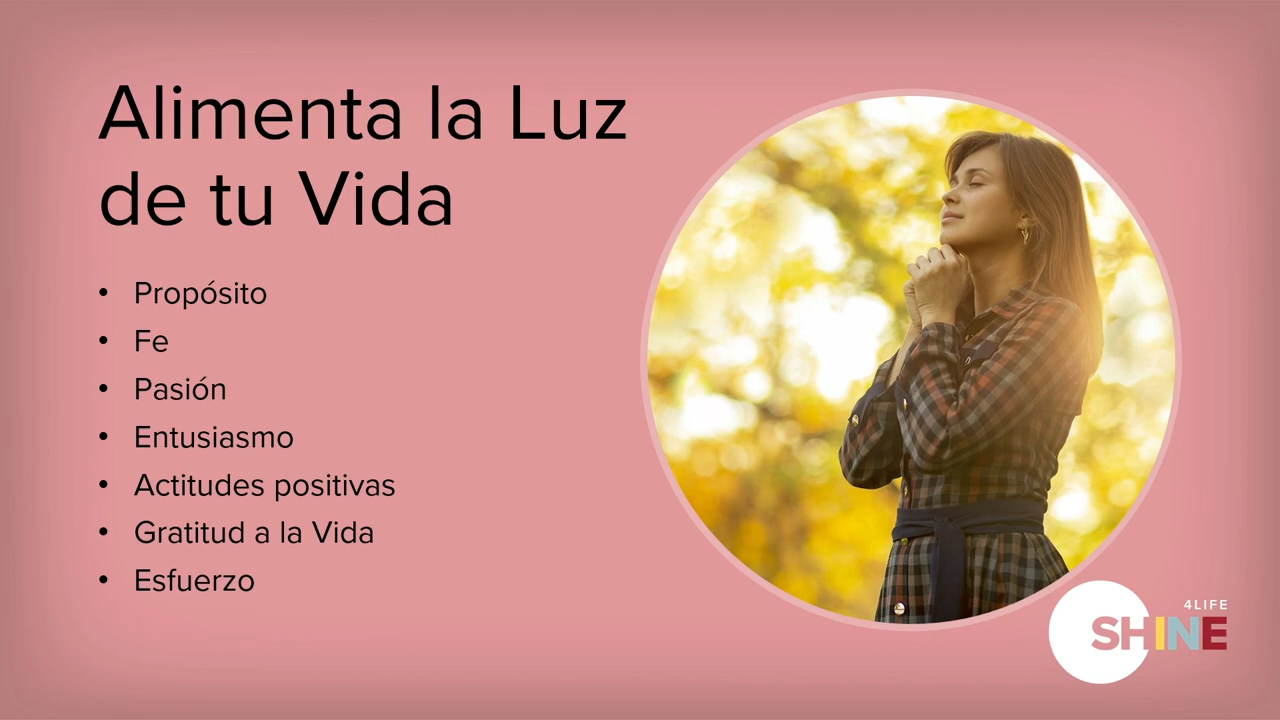 Alimenta la Luz
de tu Vida
• Propósito
• Fe
• Pasión
• Entusiasmo
• Actitudes positivas
• Gratitud a la Vida
• Esfuerzo
4LIFE
SHINE